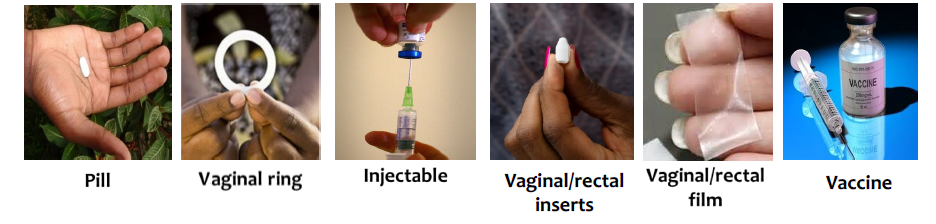 VACCINE
Pill
Vaginal ring
Injectable
Vaginal/rectal
inserts
Vaginal/rectal
film
Vaccine